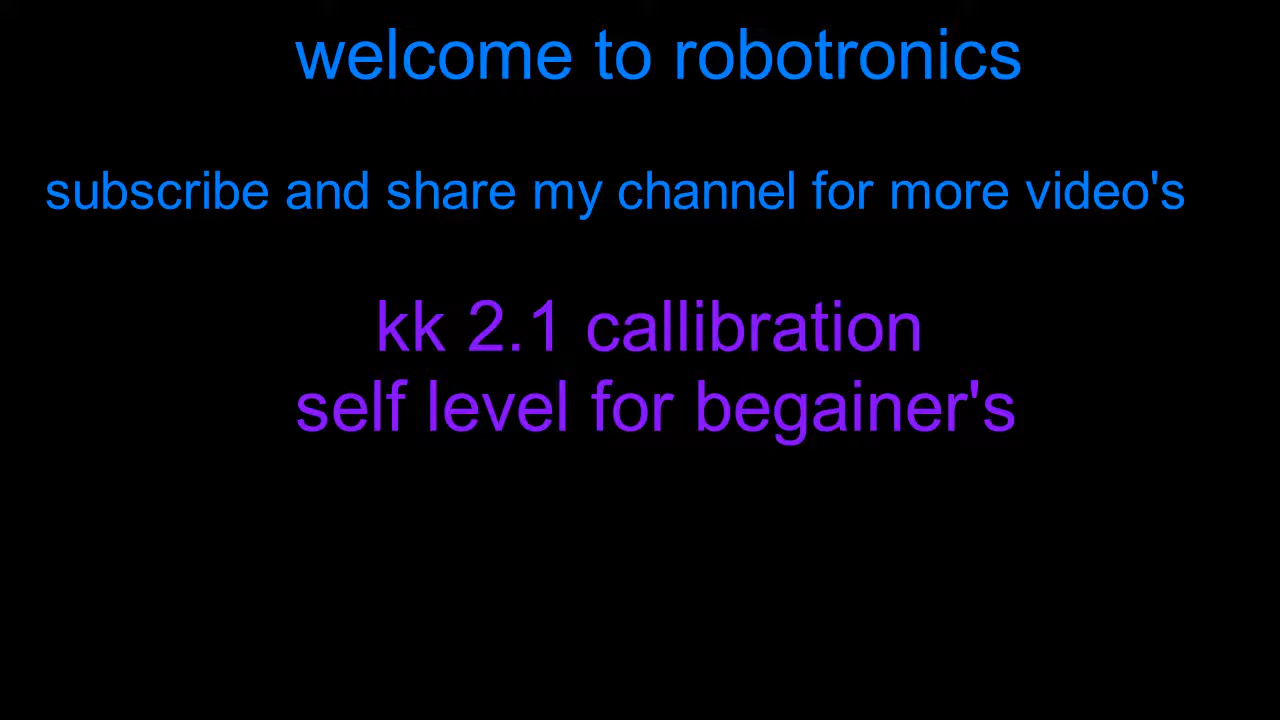 welcome to robotronics
subscribe and share my channel for more video's
kk 2.1 callibration
self level for begainer's